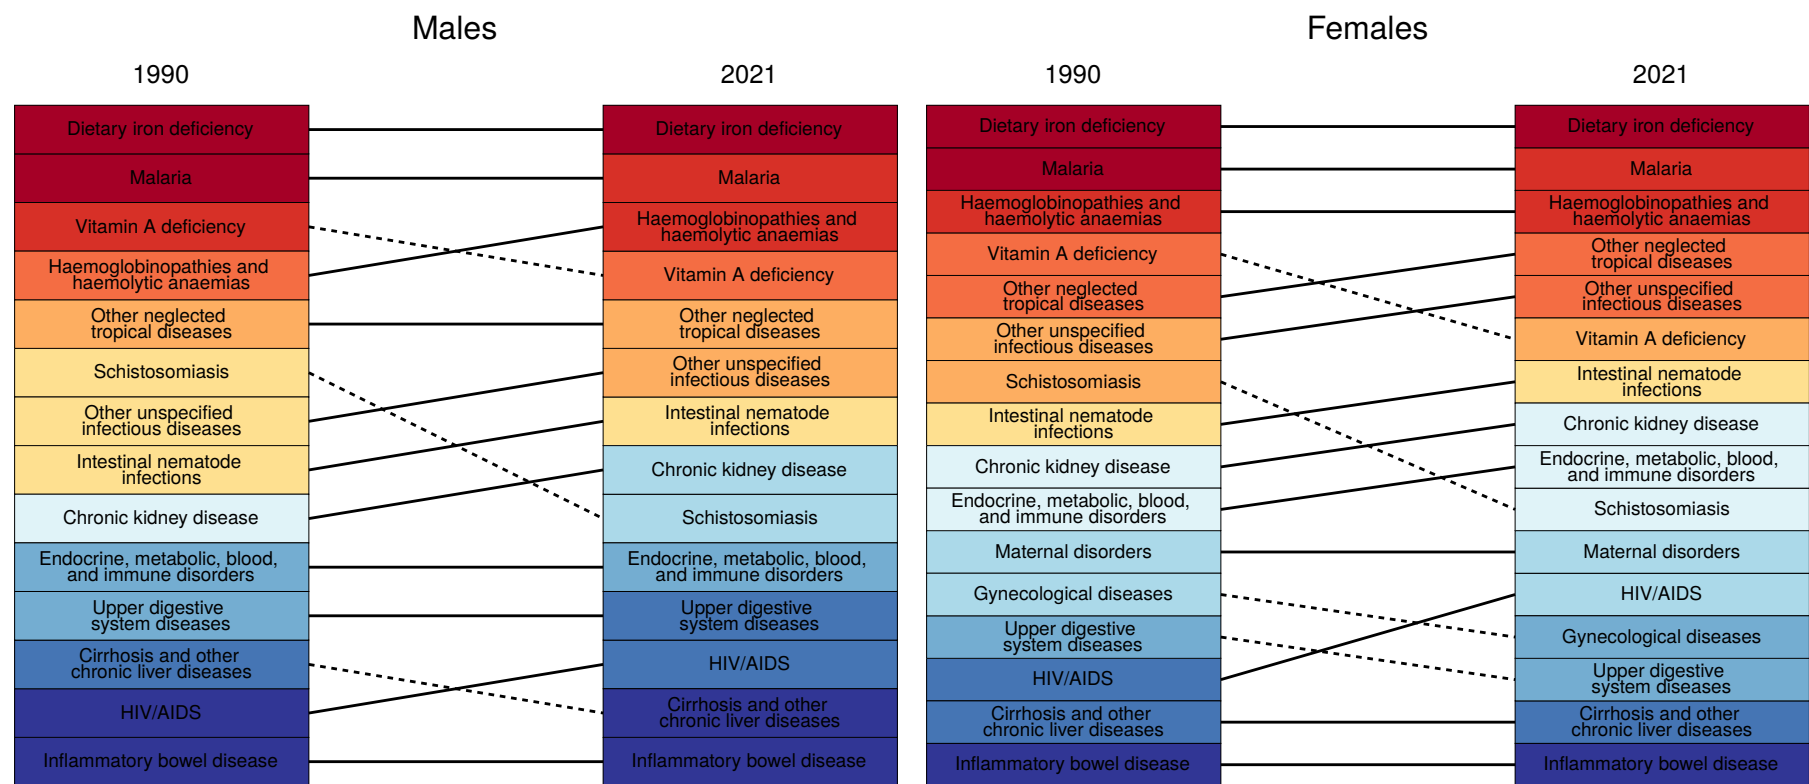 Males
1990
2021
Dietary iron deficiency
Malaria
Vitamin A deficiency
Haemoglobinopathies and
haemolytic anaemias
Other neglected
tropical diseases
Schistosomiasis
Other unspecified
infectious diseases
Intestinal nematode
infections
Chronic kidney disease
Endocrine, metabolic, blood,
and immune disorders
Upper digestive
system diseases
Cirrhosis and other
chronic liver diseases
HIV/AIDS
Inflammatory bowel disease
Dietary iron deficiency
Malaria
Haemoglobinopathies and
haemolytic anaemias
Vitamin A deficiency
Other neglected
tropical diseases
Other unspecified
infectious diseases
Intestinal nematode
infections
Chronic kidney disease
Schistosomiasis
Endocrine, metabolic, blood,
and immune disorders
Upper digestive
system diseases
HIV/AIDS
Cirrhosis and other
chronic liver diseases
Inflammatory bowel disease
Females
1990
2021
Dietary iron deficiency
Malaria
Haemoglobinopathies and
haemolytic anaemias
Vitamin A deficiency
Other neglected
tropical diseases
Other unspecified
infectious diseases
Schistosomiasis
Intestinal nematode
infections
Chronic kidney disease
Endocrine, metabolic, blood,
and immune disorders
Maternal disorders
Gynecological diseases
Upper digestive
system diseases
HIV/AIDS
Cirrhosis and other
chronic liver diseases
Inflammatory bowel disease
Dietary iron deficiency
Malaria
Haemoglobinopathies and
haemolytic anaemias
Other neglected
tropical diseases
Other unspecified
infectious diseases
Vitamin A deficiency
Intestinal nematode
infections
Chronic kidney disease
Endocrine, metabolic, blood,
and immune disorders
Schistosomiasis
Maternal disorders
HIV/AIDS
Gynecological diseases
Upper digestive
system diseases
Cirrhosis and other
chronic liver diseases
Inflammatory bowel disease